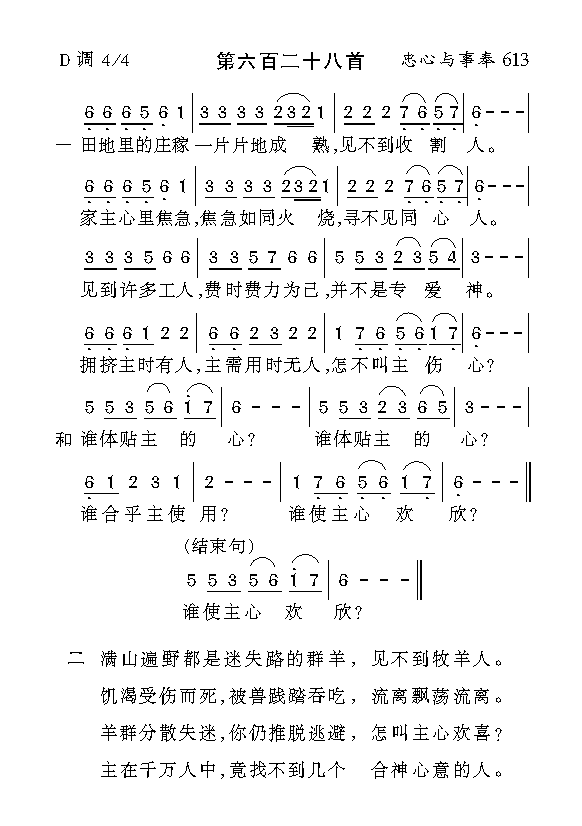 D 调 4/4 第六百二十八首 忠心与事奉 613
6 6 6 5 6 1 | 3 3 3 3 2 3 2 1 | 2 2 2 7 6 5 7 | 6 - - - |
一 田地里的庄稼 一片片地成 熟,见不到收 割 人。
6 6 6 5 6 1 | 3 3 3 3 2 3 2 1 | 2 2 2 7 6 5 7 | 6 - - - |
家主心里焦急,焦急如同火 烧,寻不见同 心 人。
3 3 3 5 6 6 | 3 3 5 7 6 6 | 5 5 3 2 3 5 4 | 3 - - - |
见到许多工人,费时费力为己,并不是专 爱 神。
6 6 6 1 2 2 | 6 6 2 3 2 2 | 1 7 6 5 6 1 7 | 6 - - - |
拥挤主时有人,主需用时无人,怎不叫主 伤 心?
5 5 3 5 6 i 7 | 6 - - - | 5 5 3 2 3 6 5 | 3 - - - |
和 谁体贴主 的 心? 谁体贴主 的 心?
6 1 2 3 1 | 2 - - - | 1 7 6 5 6 1 7 | 6 - - - ‖
谁合乎主使 用? 谁使主心 欢 欣?
(结束句)
5 5 3 5 6 i 7 | 6 - - - ‖
谁使主心 欢 欣?
二 满山遍野都是迷失路的群羊, 见不到牧羊人。
饥渴受伤而死,被兽践踏吞吃, 流离飘荡流离。
羊群分散失迷,你仍推脱逃避, 怎叫主心欢喜?
主在千万人中,竟找不到几个 合神心意的人。